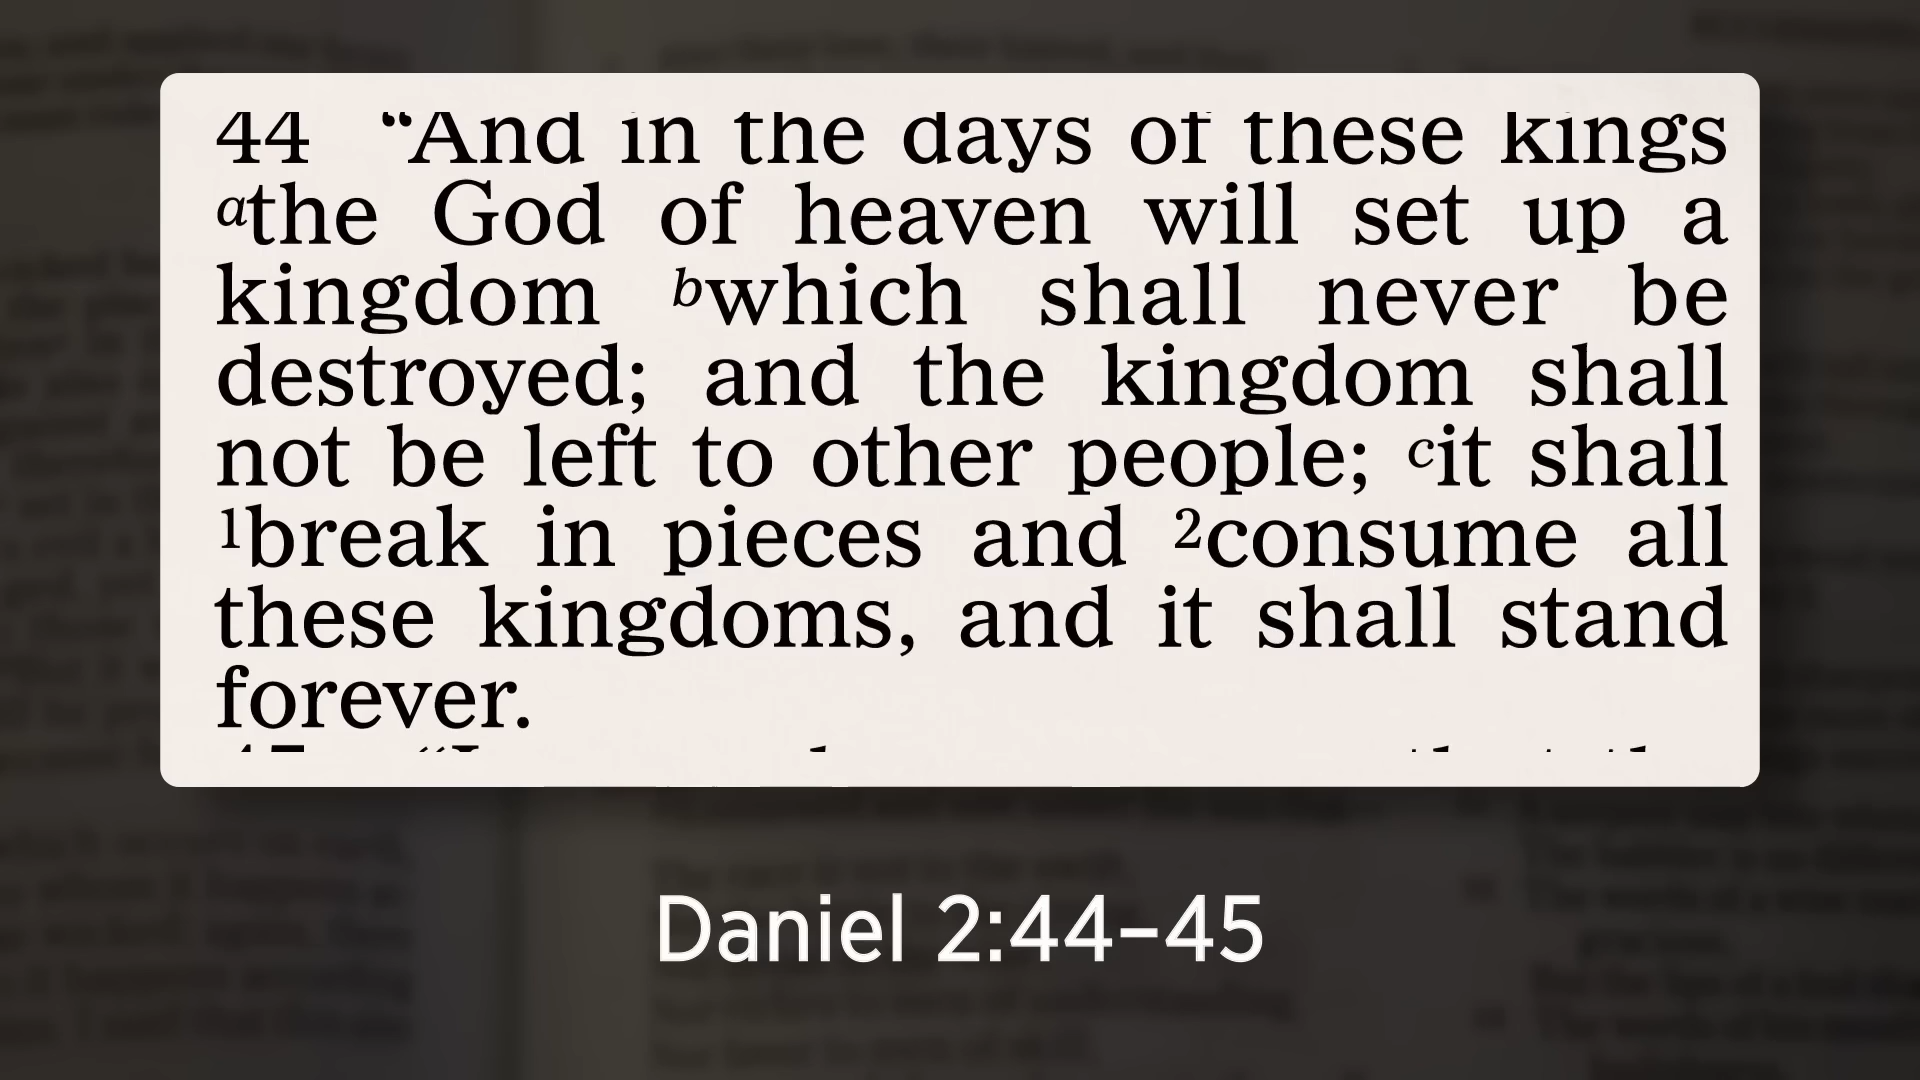 44 “And in the days of these kings
athe God of heaven will set up a
kingdom bwhich shall never be
destroyed; and the kingdom shall
not be left to other people; cit shall
1break in pieces and 2consume all
these kingdoms, and it shall stand
forever.
Daniel 2:44–45